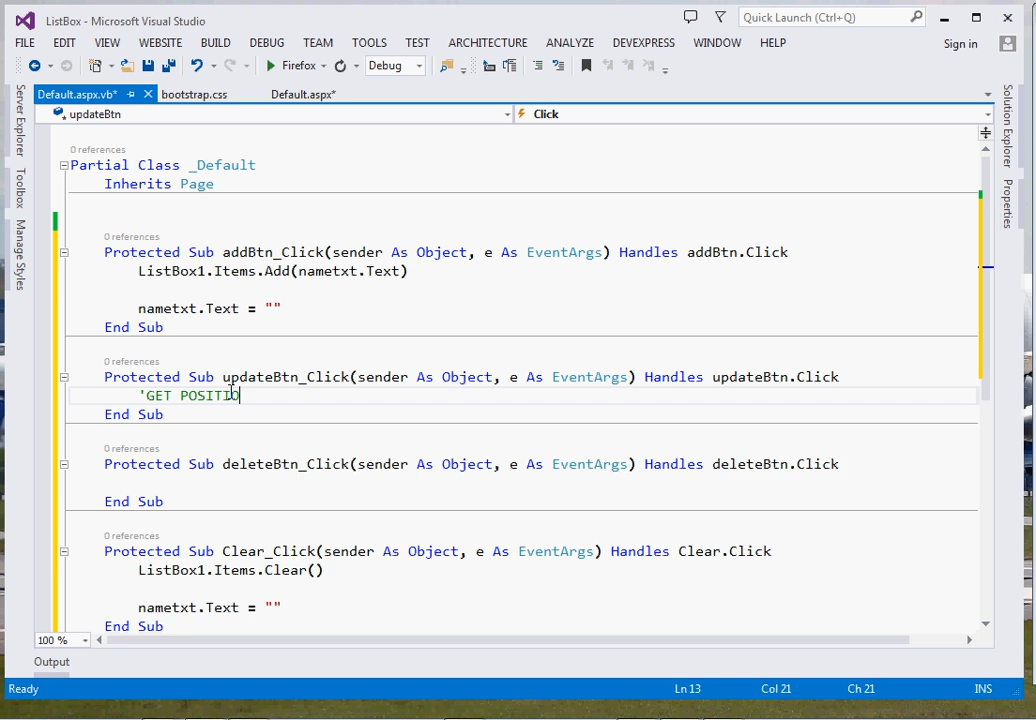 ListBox - Microsoft Visual Studio
Quick Launch (Ctrl+Q)
FILE EDIT VIEW WEBSITE BUILD DEBUG TEAM TOOLS TEST ARCHITECTURE ANALYZE DEVEXPRESS WINDOW HELP Sign in
Firefox Debug
Default.aspx.vb* bootstrap.css Default.aspx*
updateBtn Click
Server Explorer
Toolbox
Manage Styles
Solution Explorer
Properties
0 references
Partial Class _Default
Inherits Page
0 references
Protected Sub addBtn_Click(sender As Object, e As EventArgs) Handles addBtn.Click
ListBox1.Items.Add(nametxt.Text)
nametxt.Text = ""
End Sub
0 references
Protected Sub updateBtn_Click(sender As Object, e As EventArgs) Handles updateBtn.Click
'GET POSITIO
End Sub
0 references
Protected Sub deleteBtn_Click(sender As Object, e As EventArgs) Handles deleteBtn.Click
End Sub
0 references
Protected Sub Clear_Click(sender As Object, e As EventArgs) Handles Clear.Click
ListBox1.Items.Clear()
nametxt.Text = ""
End Sub
100 %
Output
Ready Ln 13 Col 21 Ch 21 INS